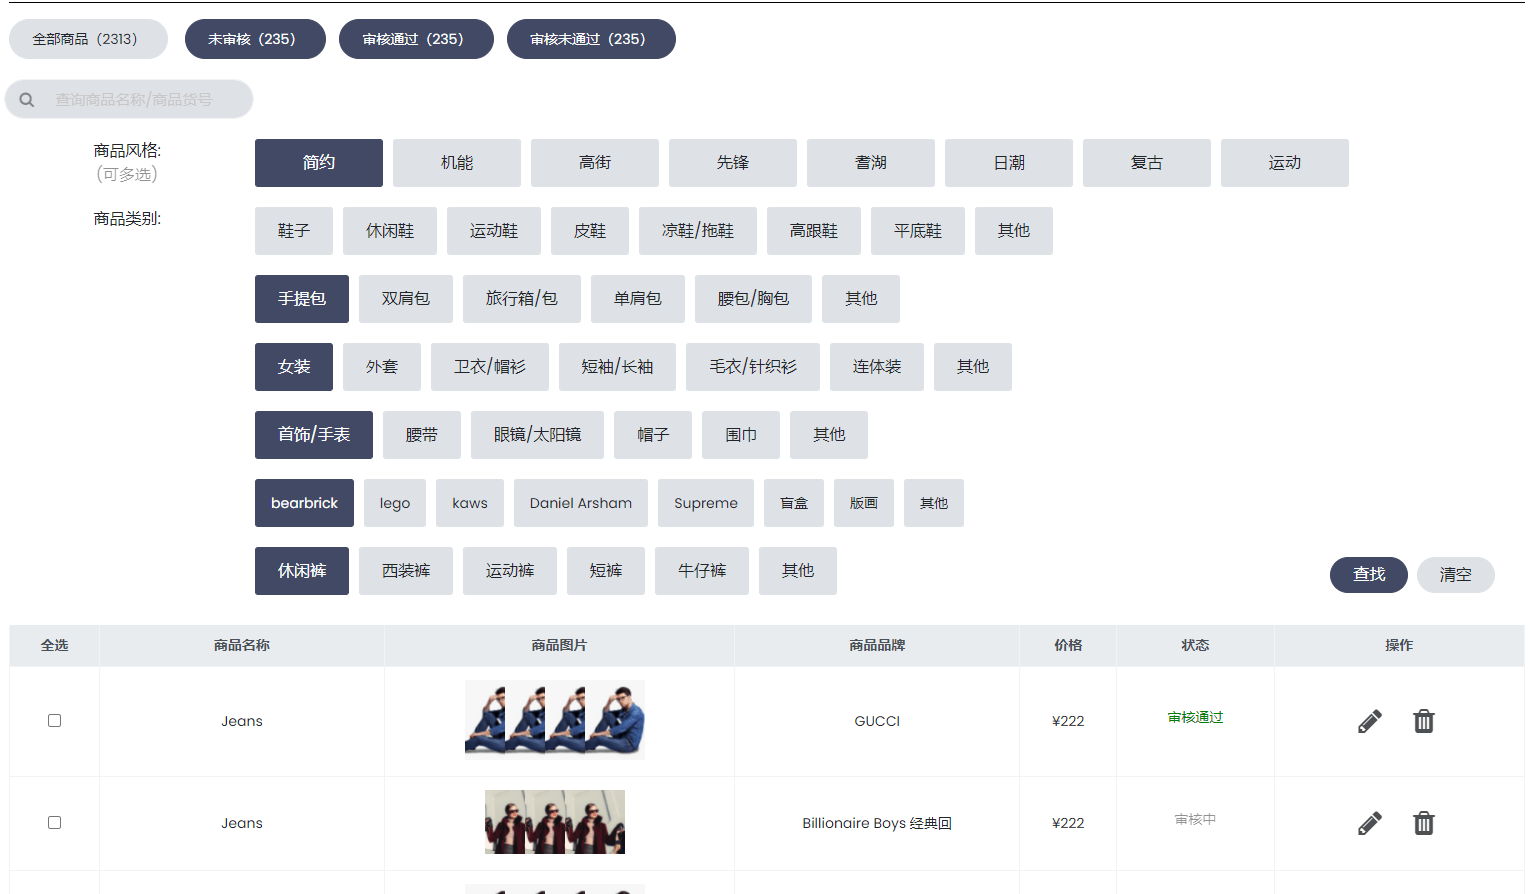 全部商品（2313） 未审核（235） 审核通过（235） 审核未通过（235）
查询商品名称/商品货号
商品风格: 简约 机能 高街 先锋 耆湖 日潮 复古 运动
(可多选)
商品类别: 鞋子 休闲鞋 运动鞋 皮鞋 凉鞋/拖鞋 高跟鞋 平底鞋 其他
手提包 双肩包 旅行箱/包 单肩包 腰包/胸包 其他
女装 外套 卫衣/帽衫 短袖/长袖 毛衣/针织衫 连体装 其他
首饰/手表 腰带 眼镜/太阳镜 帽子 围巾 其他
bearbrick lego kaws Daniel Arsham Supreme 盲盒 版画 其他
休闲裤 西装裤 运动裤 短裤 牛仔裤 其他 查找 清空
全选 商品名称 商品图片 商品品牌 价格 状态 操作
Jeans GUCCI ¥222 审核通过
Jeans Billionaire Boys 经典回 ¥222 审核中